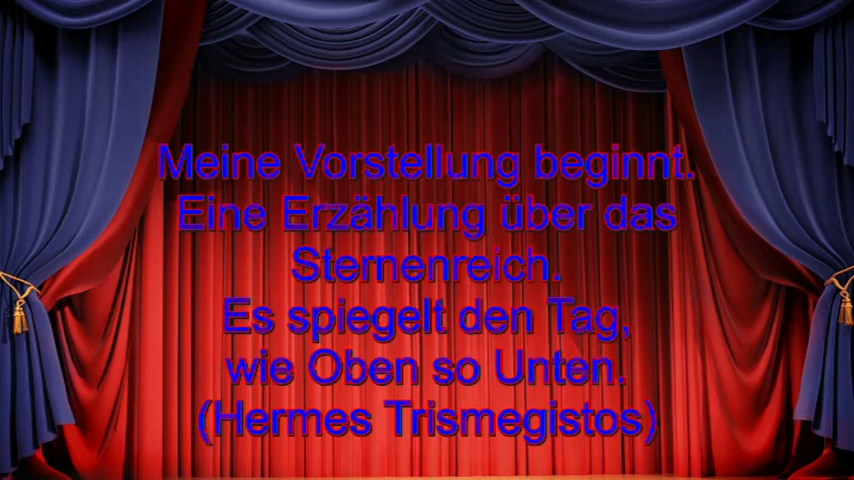 Meine Vorstellung beginnt.
Eine Erzählung über das
Sternenreich.
Es spiegelt den Tag,
wie Oben so Unten.
(Hermes Trismegistos)